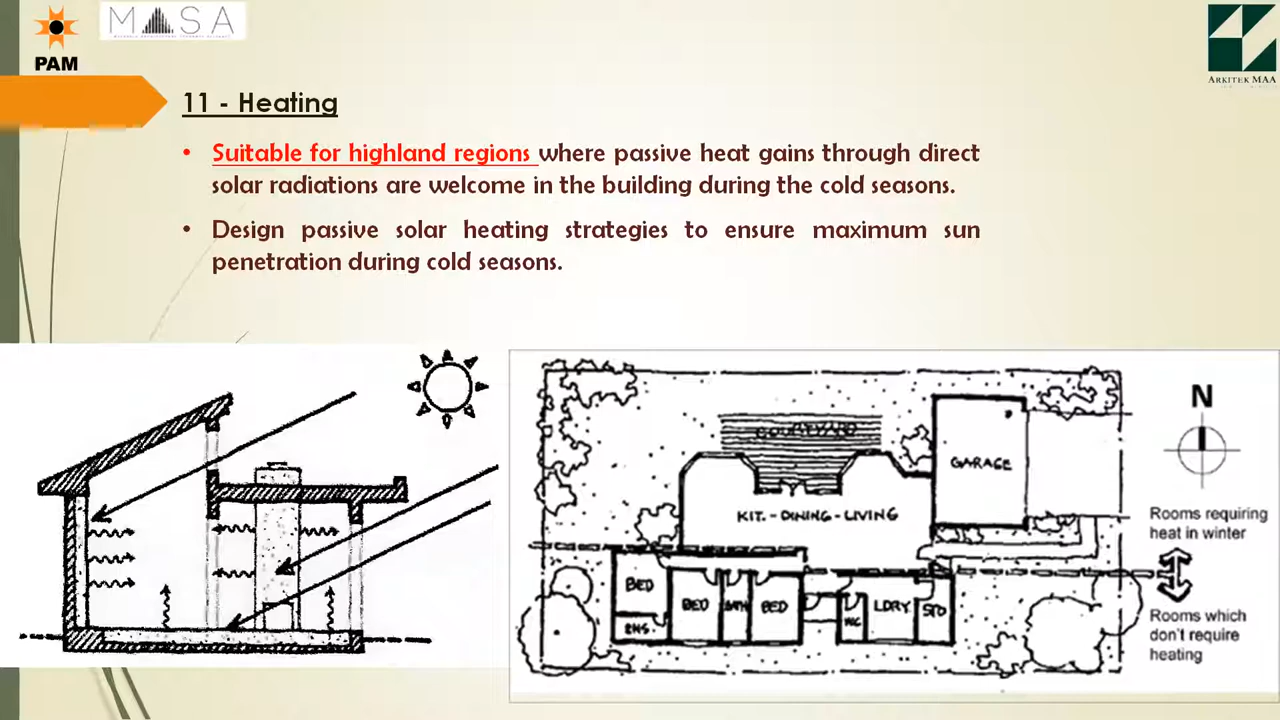 PAM
M A S A
ARKITEK MAA
11 - Heating
• Suitable for highland regions where passive heat gains through direct
solar radiations are welcome in the building during the cold seasons.
• Design passive solar heating strategies to ensure maximum sun
penetration during cold seasons.
N
COURTYARD
GARAGE
KIT. - DINING - LIVING
Rooms requiring
heat in winter
BED
BED
BATH
BED
ENS.
WC
LDRY.
STD
Rooms which
don't require
heating